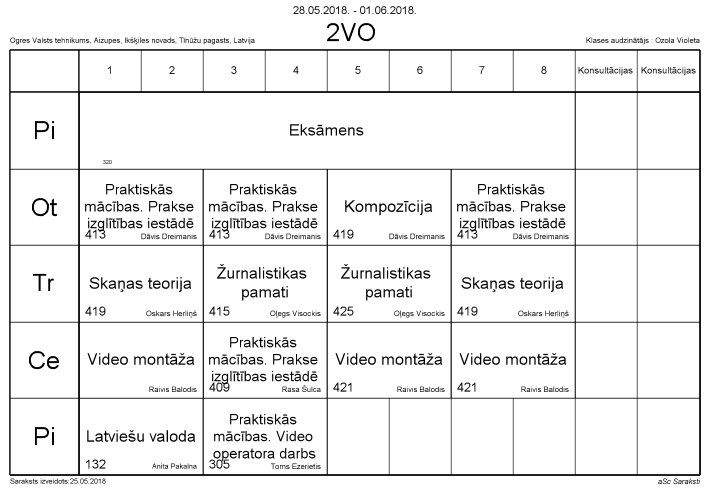 28.05.2018. - 01.06.2018.
2VO
Ogres Valsts tehnikums, Aizupes, Ikšķiles novads, Tīnūžu pagasts, Latvija
Klases audzinātājs : Ozola Violeta
1 2 3 4 5 6 7 8 Konsultācijas Konsultācijas
Pi
Eksāmens
320
Ot
Praktiskās
mācības. Prakse
izglītības iestādē
413 Dāvis Dreimanis
Praktiskās
mācības. Prakse
izglītības iestādē
413 Dāvis Dreimanis
Kompozīcija
419 Dāvis Dreimanis
Praktiskās
mācības. Prakse
izglītības iestādē
413 Dāvis Dreimanis
Tr
Skaņas teorija
419 Oskars Herliņš
Žurnalistikas
pamati
415 Oļegs Visockis
Žurnalistikas
pamati
425 Oļegs Visockis
Skaņas teorija
419 Oskars Herliņš
Ce
Video montāža
Raivis Balodis
Praktiskās
mācības. Prakse
izglītības iestādē
409 Rasa Šulca
Video montāža
421 Raivis Balodis
Video montāža
421 Raivis Balodis
Pi
Latviešu valoda
132 Anita Pakalna
Praktiskās
mācības. Video
operatora darbs
305 Toms Ezerietis
Saraksts izveidots:25.05.2018
aSc Saraksti